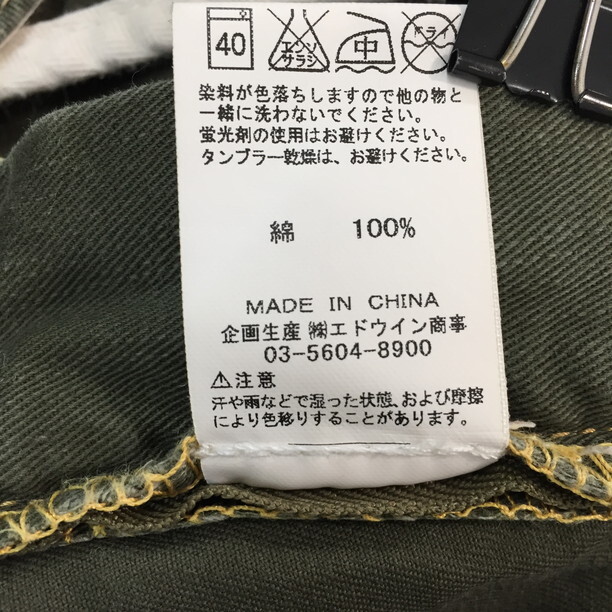 40 エンソサラシ 中 ドライ
染料が色落ちしますので他の物と
一緒に洗わないでください。
蛍光剤の使用はお避けください。
タンブラー乾燥は、お避けください。
綿 100%
MADE IN CHINA
企画生産 ㈱エドウイン商事
03-5604-8900
⚠注意
汗や雨などで湿った状態、および摩擦
により色移りすることがあります。